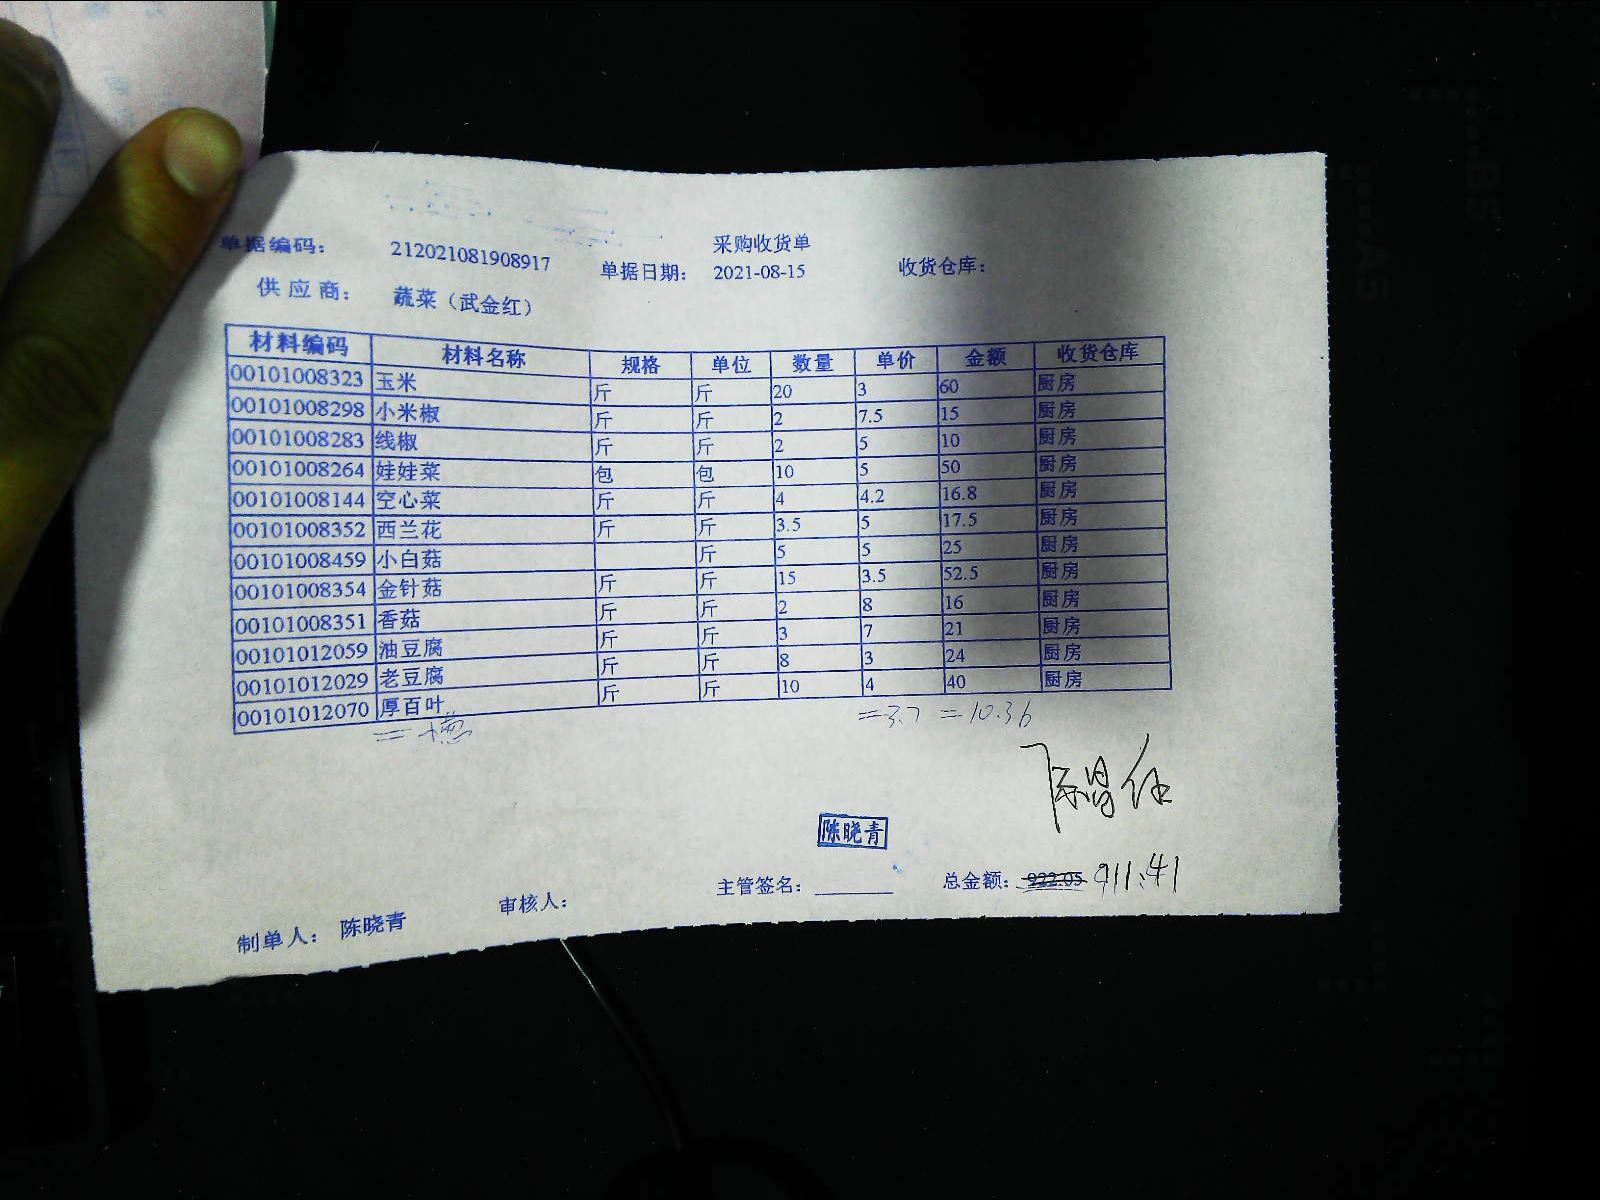 采购收货单
单据编码： 212021081908917 单据日期： 2021-08-15 收货仓库：
供应商： 蔬菜（武金红）
材料编码 材料名称 规格 单位 数量 单价 金额 收货仓库
00101008323 玉米 斤 斤 20 3 60 厨房
00101008298 小米椒 斤 斤 2 7.5 15 厨房
00101008283 线椒 斤 斤 2 5 10 厨房
00101008264 娃娃菜 包 包 10 5 50 厨房
00101008144 空心菜 斤 斤 4 4.2 16.8 厨房
00101008352 西兰花 斤 斤 3.5 5 17.5 厨房
00101008459 小白菇 斤 5 5 25 厨房
00101008354 金针菇 斤 斤 15 3.5 52.5 厨房
00101008351 香菇 斤 斤 2 8 16 厨房
00101012059 油豆腐 斤 斤 3 7 21 厨房
00101012029 老豆腐 斤 斤 8 3 24 厨房
00101012070 厚百叶 斤 斤 10 4 40 厨房
=3.7 =10.36
陈晓青
主管签名： 总金额： 922.05 911.41
制单人： 陈晓青 审核人：
B5
A5